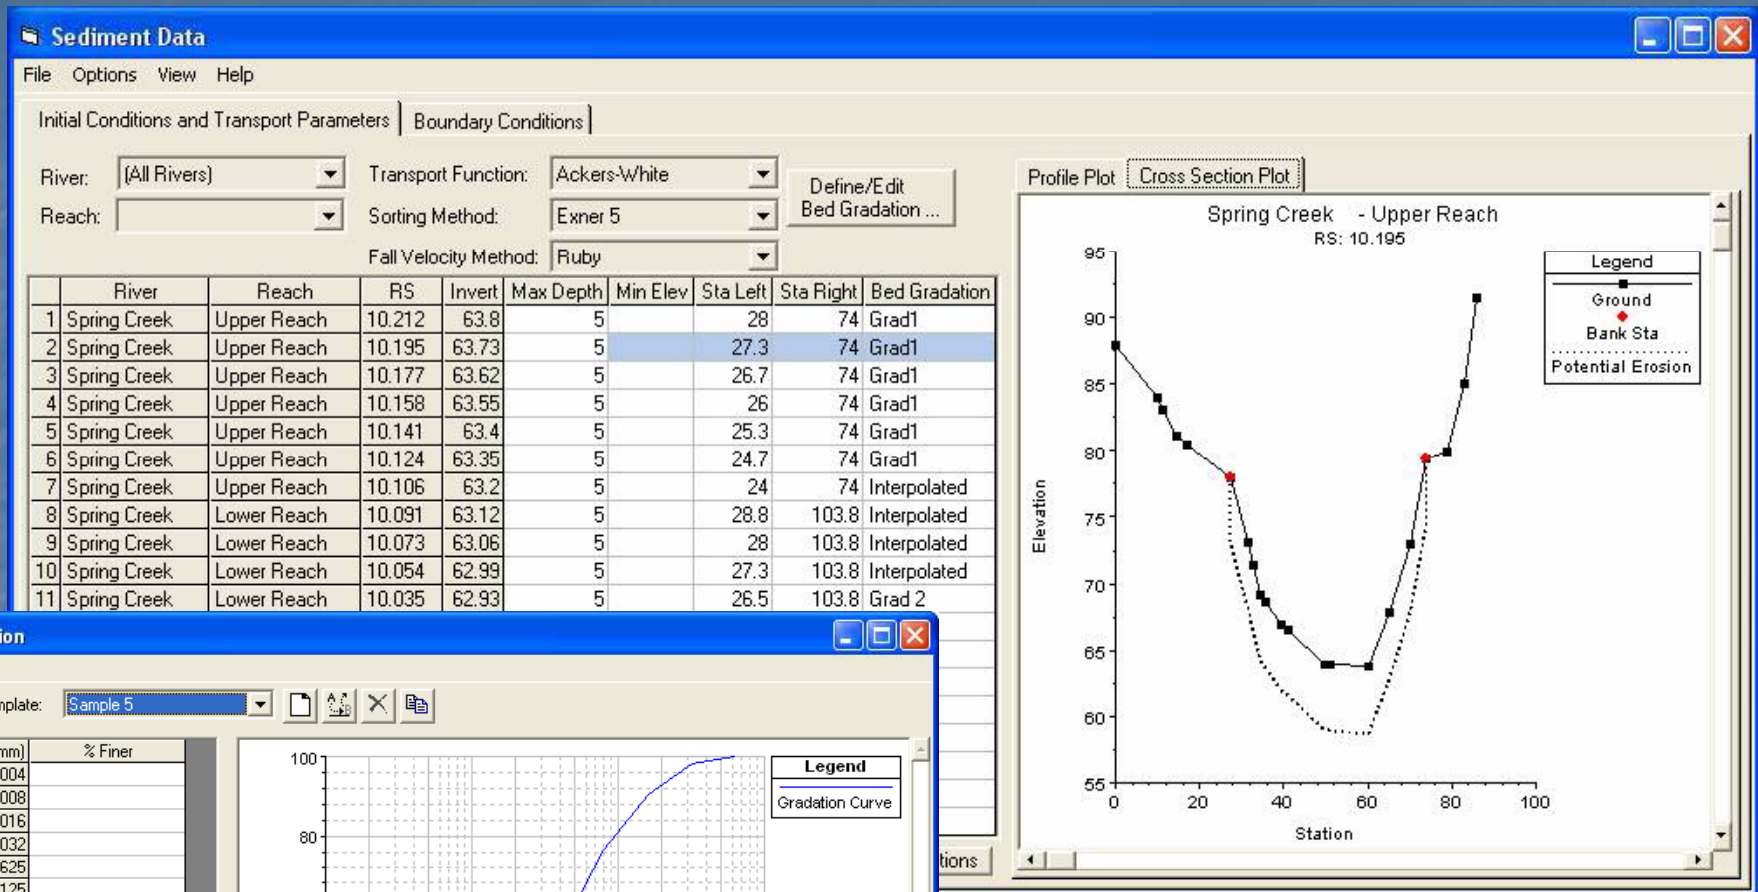 Sediment Data
File Options View Help
Initial Conditions and Transport Parameters Boundary Conditions
River: (All Rivers) Transport Function: Ackers-White Define/Edit Bed Gradation ...
Reach: Sorting Method: Exner 5
Fall Velocity Method: Ruby
River Reach RS Invert Max Depth Min Elev Sta Left Sta Right Bed Gradation
1 Spring Creek Upper Reach 10.212 63.8 5 28 74 Grad1
2 Spring Creek Upper Reach 10.195 63.73 5 27.3 74 Grad1
3 Spring Creek Upper Reach 10.177 63.62 5 26.7 74 Grad1
4 Spring Creek Upper Reach 10.158 63.55 5 26 74 Grad1
5 Spring Creek Upper Reach 10.141 63.4 5 25.3 74 Grad1
6 Spring Creek Upper Reach 10.124 63.35 5 24.7 74 Grad1
7 Spring Creek Upper Reach 10.106 63.2 5 24 74 Interpolated
8 Spring Creek Lower Reach 10.091 63.12 5 28.8 103.8 Interpolated
9 Spring Creek Lower Reach 10.073 63.06 5 28 103.8 Interpolated
10 Spring Creek Lower Reach 10.054 62.99 5 27.3 103.8 Interpolated
11 Spring Creek Lower Reach 10.035 62.93 5 26.5 103.8 Grad 2
Profile Plot Cross Section Plot
Spring Creek - Upper Reach
RS: 10.195
95
90
85
80
75
70
65
60
55
Elevation
0 20 40 60 80 100
Station
Legend
Ground
Bank Sta
Potential Erosion
tions
ion
mplate: Sample 5
mm) % Finer
004
008
016
032
625
125
100
80
Legend
Gradation Curve